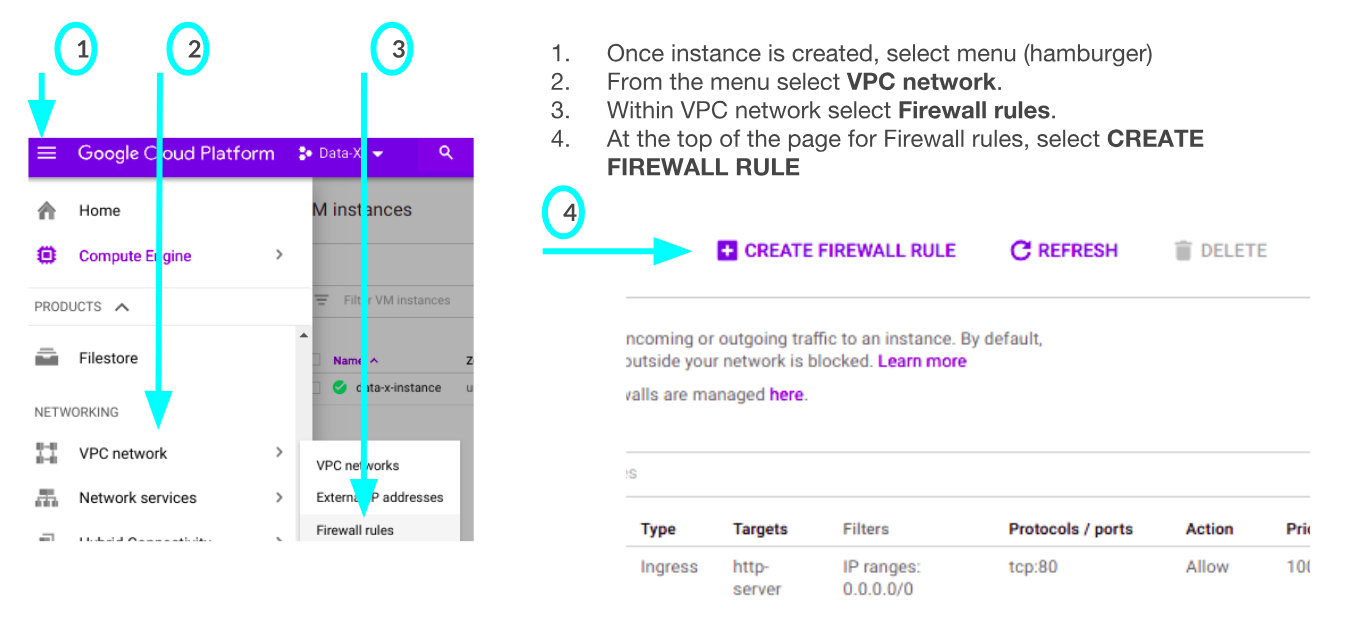 1
2
3
1. Once instance is created, select menu (hamburger)
2. From the menu select VPC network.
3. Within VPC network select Firewall rules.
4. At the top of the page for Firewall rules, select CREATE
FIREWALL RULE
Google Cloud Platform Data-X
Home
M instances
Compute Engine
PRODUCTS
Filter VM instances
Filestore
Name
data-x-instance
NETWORKING
VPC network
Network services
Hybrid Connectivity
VPC networks
External IP addresses
Firewall rules
4
CREATE FIREWALL RULE REFRESH DELETE
ncoming or outgoing traffic to an instance. By default,
outside your network is blocked. Learn more
walls are managed here.
es
Type Targets Filters Protocols / ports Action
Ingress http- IP ranges: tcp:80 Allow 100
server 0.0.0.0/0